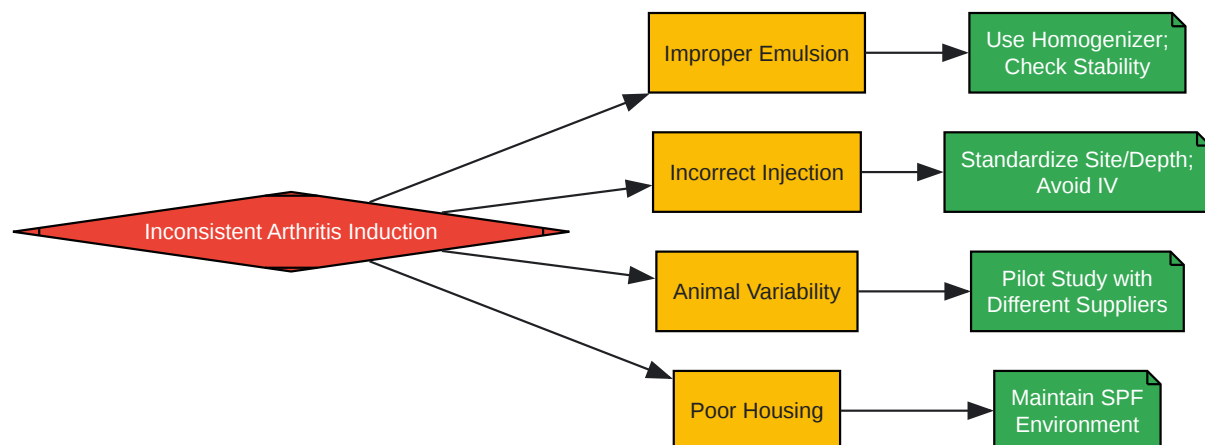 Improper Emulsion
Use Homogenizer;
Check Stability
Incorrect Injection
Standardize Site/Depth;
Avoid IV
Inconsistent Arthritis Induction
Animal Variability
Pilot Study with
Different Suppliers
Poor Housing
Maintain SPF
Environment